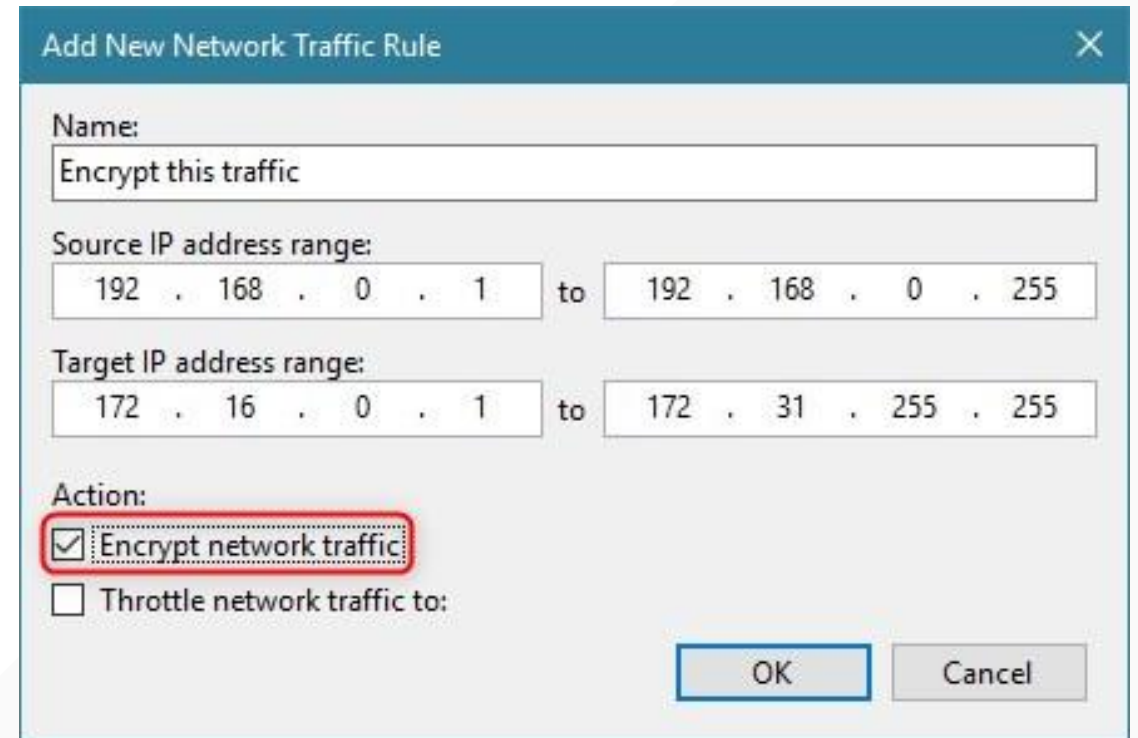 Add New Network Traffic Rule
Name:
Encrypt this traffic
Source IP address range:
192 . 168 . 0 . 1 to 192 . 168 . 0 . 255
Target IP address range:
172 . 16 . 0 . 1 to 172 . 31 . 255 . 255
Action:
Encrypt network traffic
Throttle network traffic to:
OK Cancel